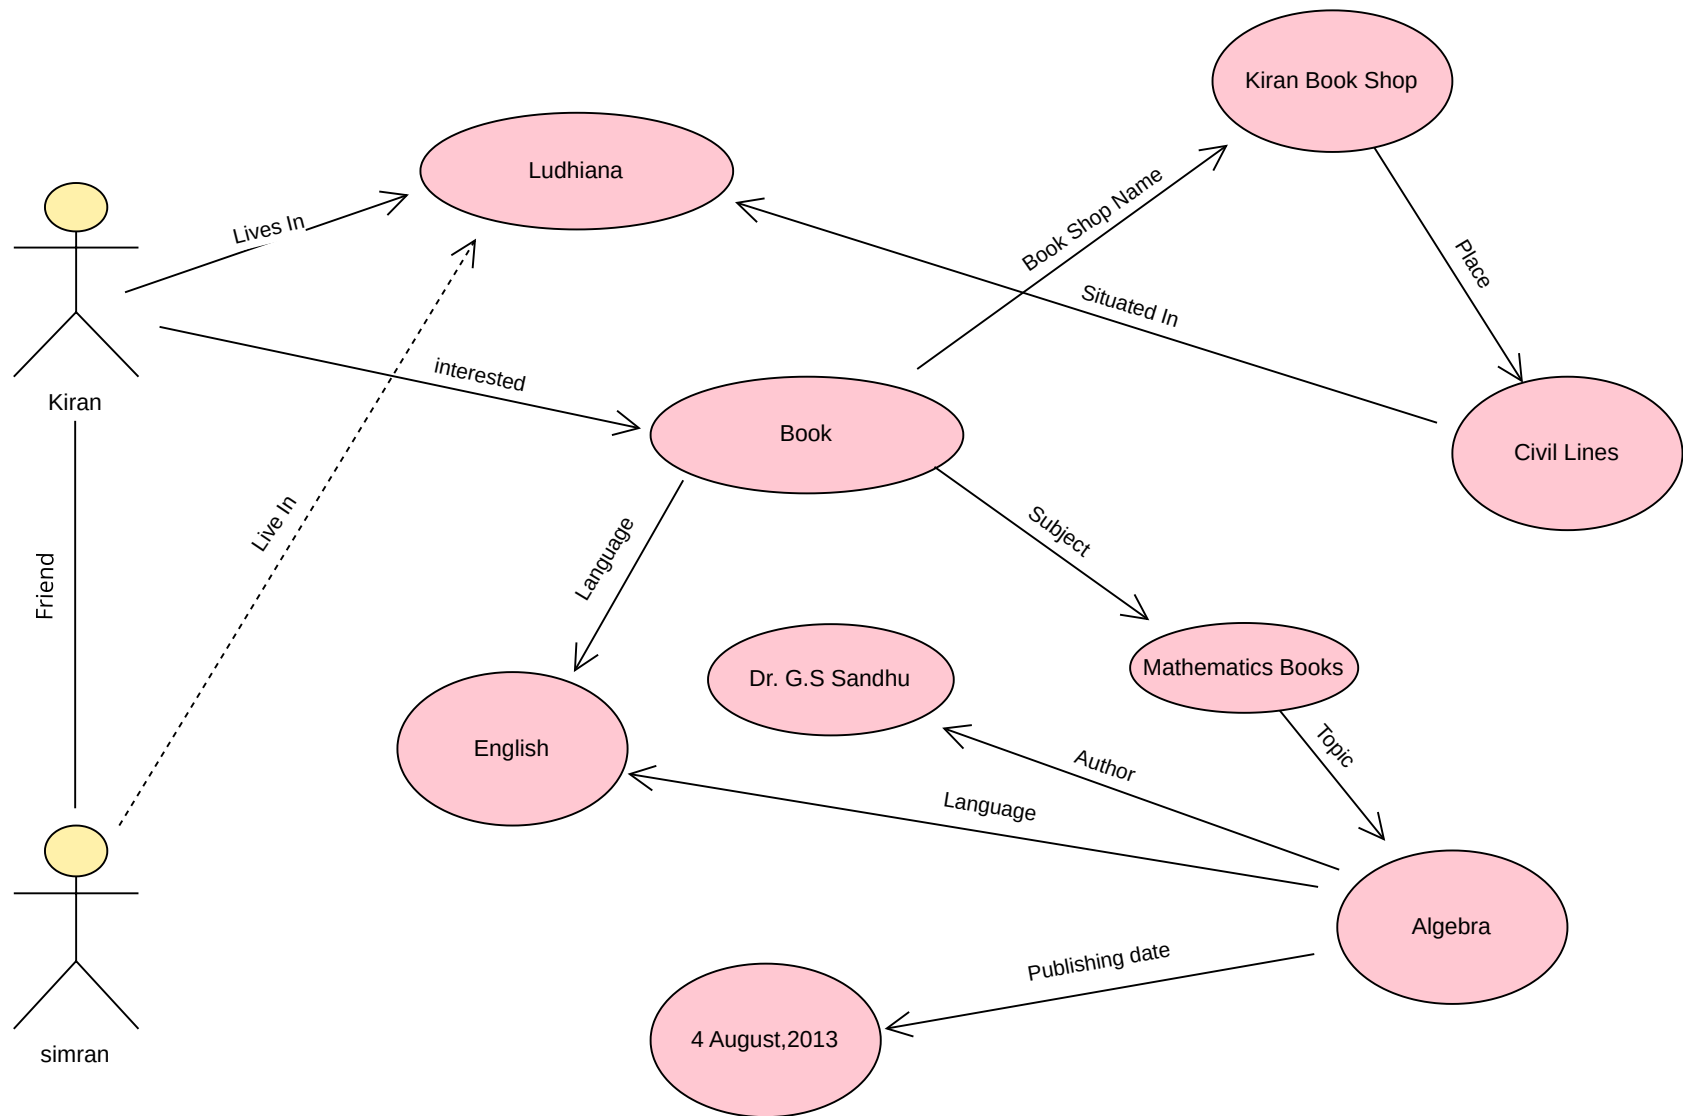 Kiran Book Shop
Ludhiana
Book Shop Name
Lives In
Place
Situated In
interested
Kiran
Book
Civil Lines
Live In
Subject
Language
Friend
Mathematics Books
Dr. G.S Sandhu
English
Topic
Author
Language
Algebra
Publishing date
4 August,2013
simran